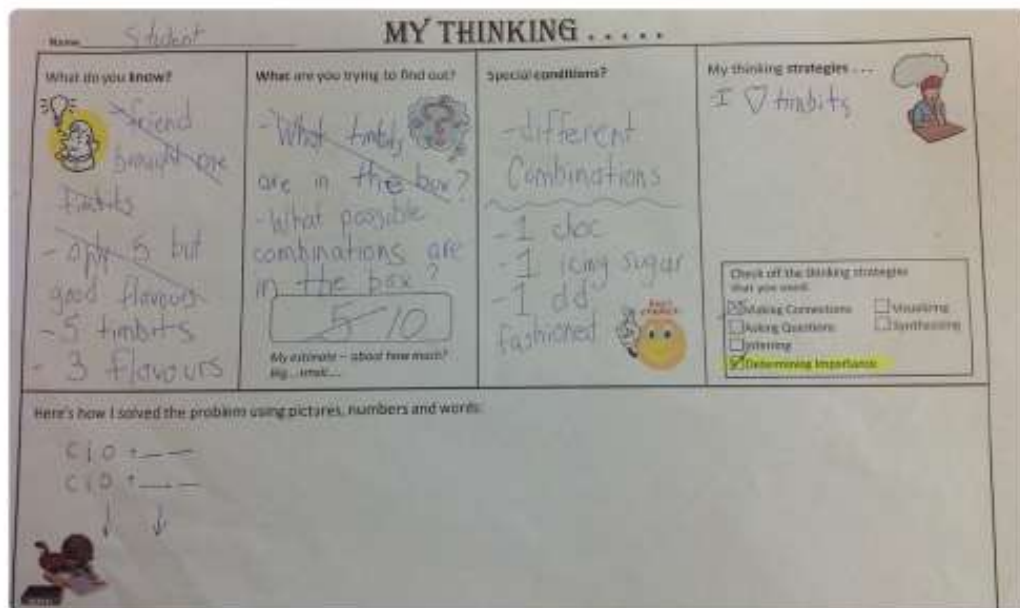 MY THINKING . . . . .
Name Student
What do you know?
friend
brought me
timbits
- only 5 but
good flavours
- 5 timbits
- 3 flavours
What are you trying to find out?
- What timbits
are in the box?
- What possible
combinations are
in the box?
5 10
My estimate – about how much?
Big...small...
Special conditions?
- different
Combinations
- 1 choc
- 1 icing sugar
- 1 old
fashioned
My thinking strategies . . .
I ♡ timbits
Check off the thinking strategies
that you used.
Making Connections
Visualizing
Asking Questions
Synthesizing
Inferring
Determining Importance
Here's how I solved the problem using pictures, numbers and words:
C i O + _ _
C i O + _ _